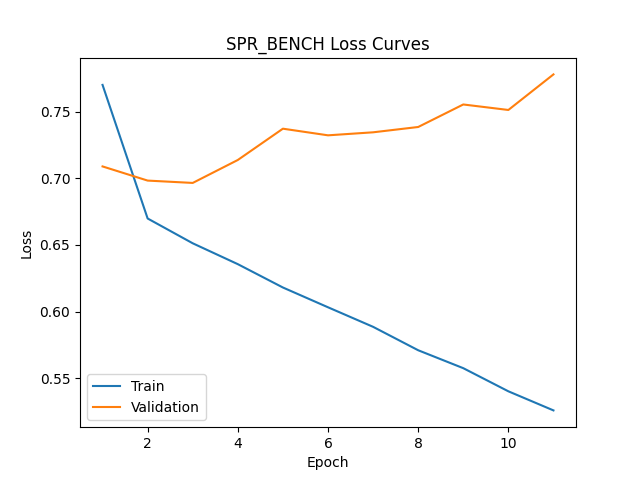 SPR_BENCH Loss Curves
Loss
0.75
0.70
0.65
0.60
0.55
Train
Validation
2 4 6 8 10
Epoch